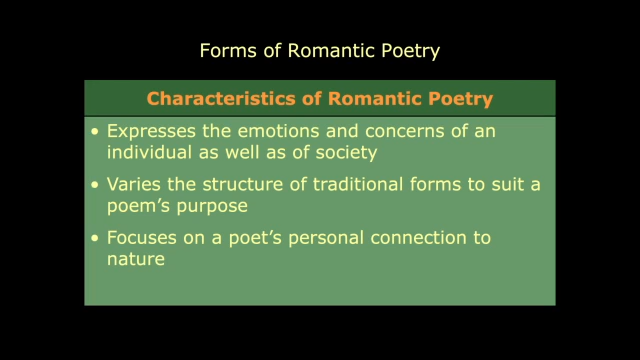 Forms of Romantic Poetry
Characteristics of Romantic Poetry
• Expresses the emotions and concerns of an
individual as well as of society
• Varies the structure of traditional forms to suit a
poem's purpose
• Focuses on a poet's personal connection to
nature